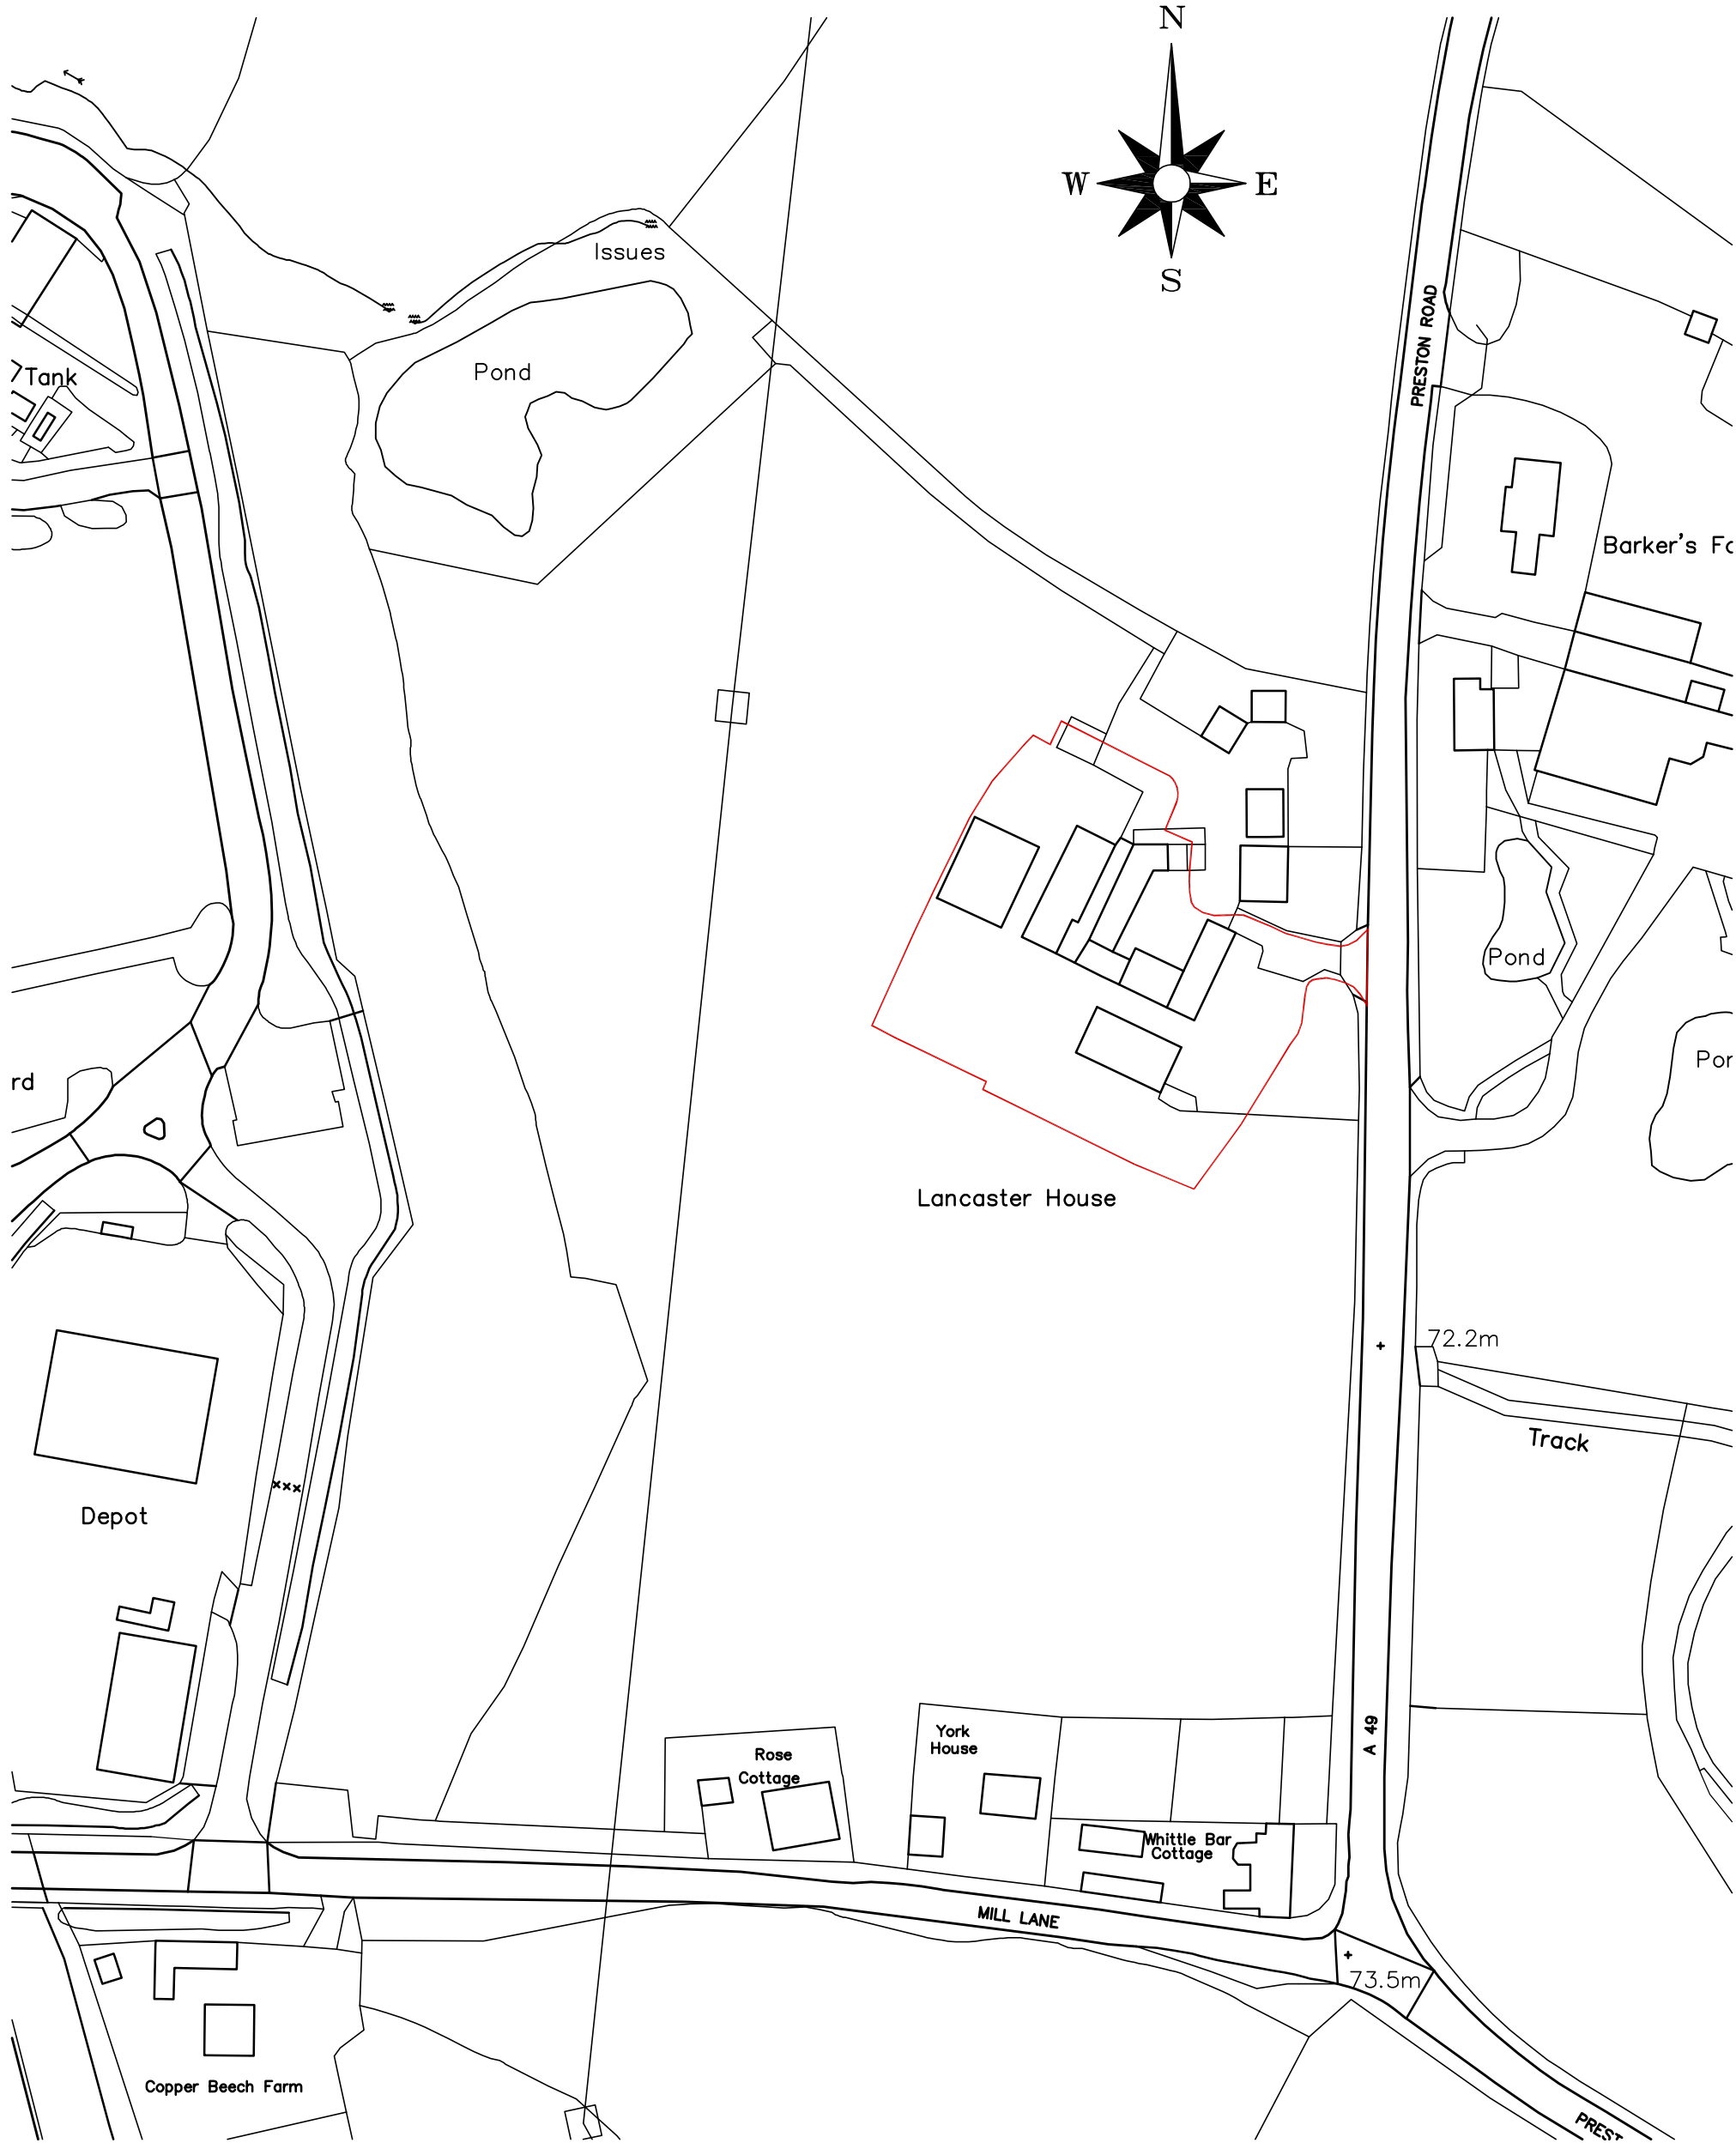 N
W
E
S
Issues
PRESTON ROAD
Pond
Tank
Barker's Fa
Pond
Por
rd
Lancaster House
72.2m
Track
Depot
A 49
York
House
Rose
Cottage
Whittle Bar
Cottage
MILL LANE
73.5m
Copper Beech Farm
PREST